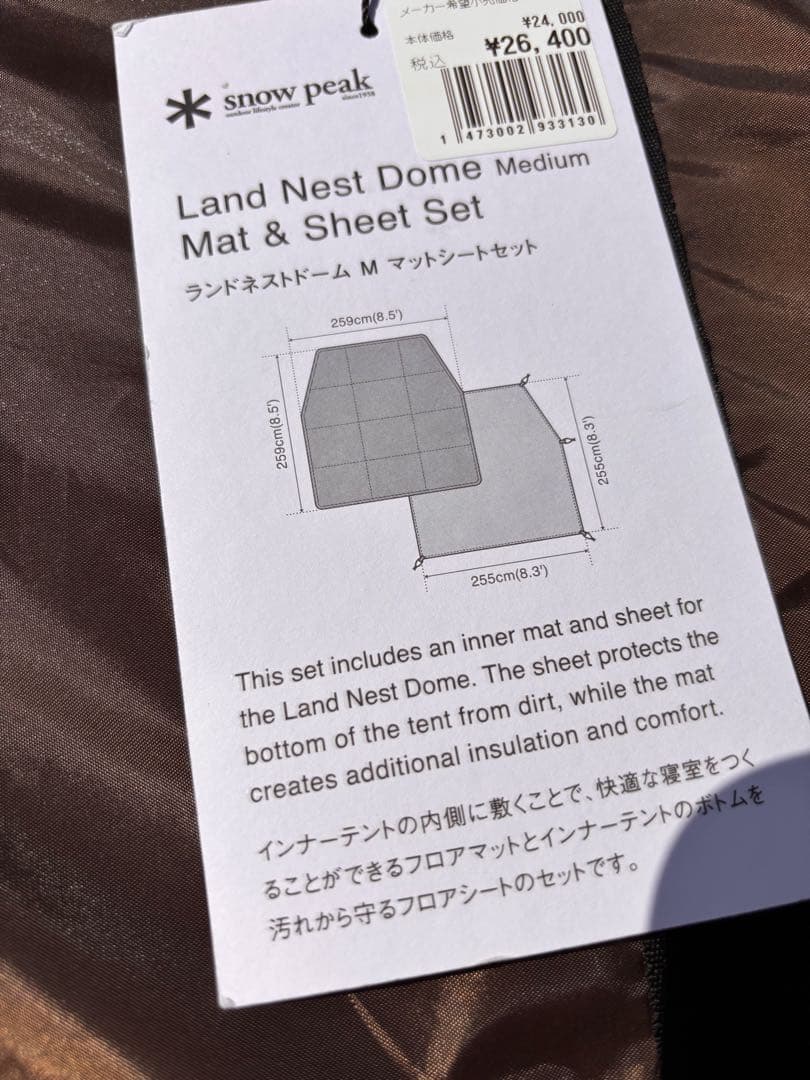 メーカー希望小売価格
¥24,000
本体価格
¥26,400
税込
1 473002 933130
snow peak
outdoor lifestyle creator
since1958
Land Nest Dome Medium
Mat & Sheet Set
ランドネストドーム M マットシートセット
259cm(8.5')
259cm(8.5')
255cm(8.3')
255cm(8.3')
This set includes an inner mat and sheet for
the Land Nest Dome. The sheet protects the
bottom of the tent from dirt, while the mat
creates additional insulation and comfort.
インナーテントの内側に敷くことで、快適な寝室をつく
ることができるフロアマットとインナーテントのボトムを
汚れから守るフロアシートのセットです。